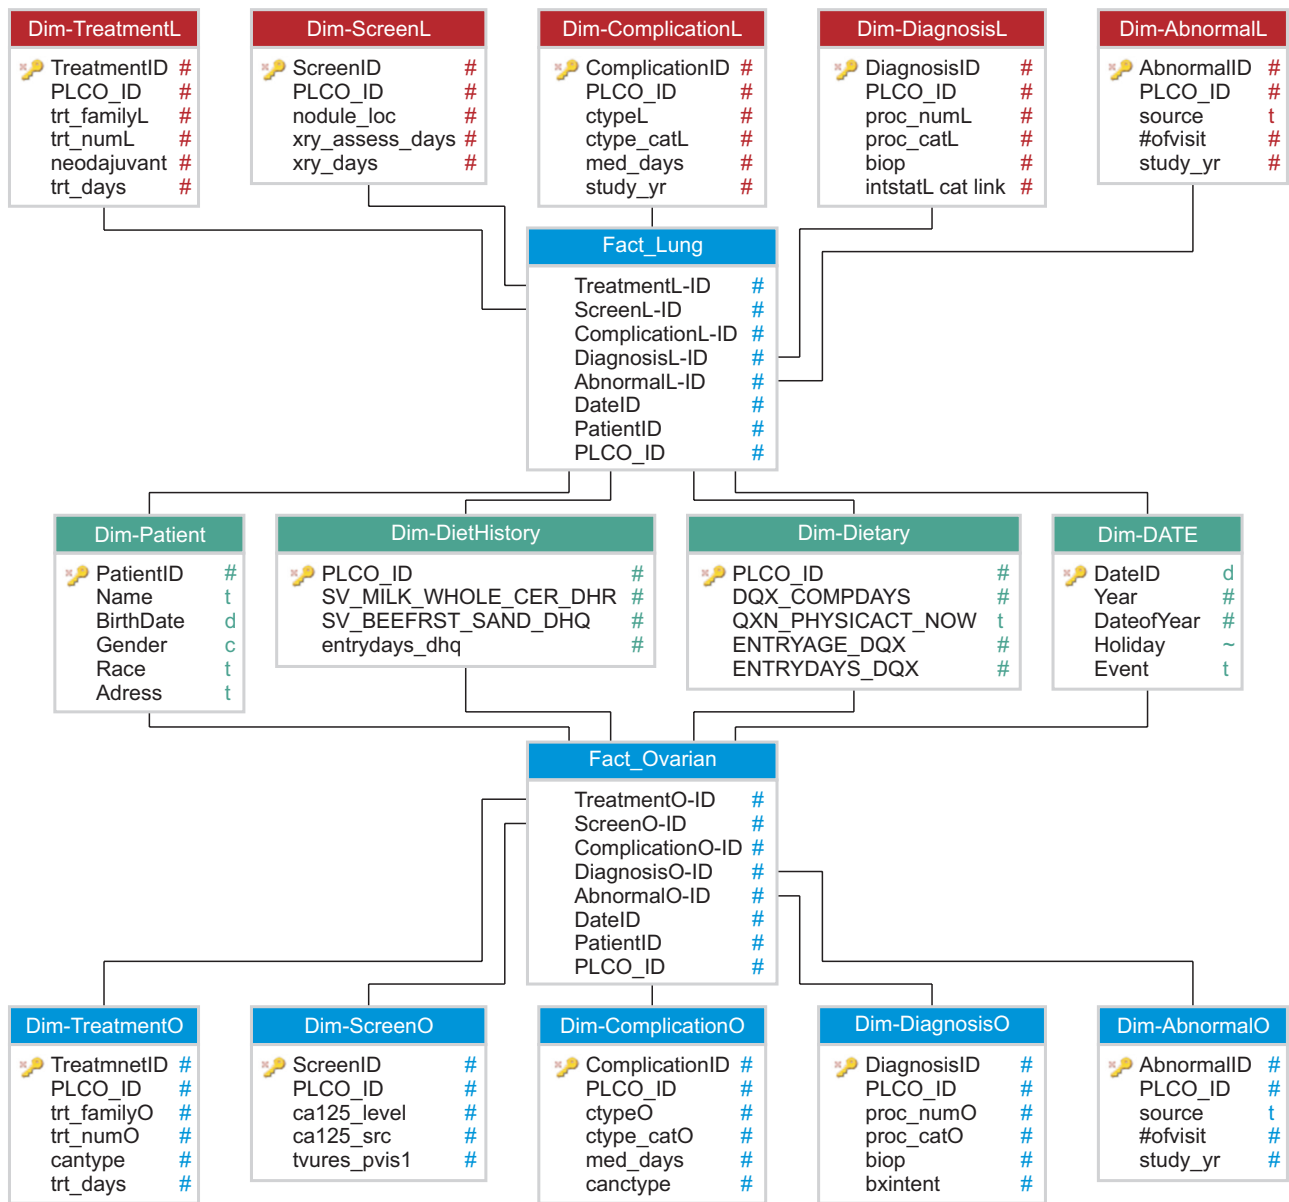 Dim-TreatmentL
TreatmentID #
PLCO_ID #
trt_familyL #
trt_numL #
neodajuvant #
trt_days #
Dim-ScreenL
ScreenID #
PLCO_ID #
nodule_loc #
xry_assess_days #
xry_days #
Dim-ComplicationL
ComplicationID #
PLCO_ID #
ctypeL #
ctype_catL #
med_days #
study_yr #
Dim-DiagnosisL
DiagnosisID #
PLCO_ID #
proc_numL #
proc_catL #
biop #
intstatL cat link #
Dim-AbnormalL
AbnormalID #
PLCO_ID #
source t
#ofvisit #
study_yr #
Fact_Lung
TreatmentL-ID #
ScreenL-ID #
ComplicationL-ID #
DiagnosisL-ID #
AbnormalL-ID #
DateID #
PatientID #
PLCO_ID #
Dim-Patient
PatientID #
Name t
BirthDate d
Gender c
Race t
Adress t
Dim-DietHistory
PLCO_ID #
SV_MILK_WHOLE_CER_DHR #
SV_BEEFRST_SAND_DHQ #
entrydays_dhq #
Dim-Dietary
PLCO_ID #
DQX_COMPDAYS #
QXN_PHYSICACT_NOW t
ENTRYAGE_DQX #
ENTRYDAYS_DQX #
Dim-DATE
DateID d
Year #
DateofYear #
Holiday ~
Event t
Fact_Ovarian
TreatmentO-ID #
ScreenO-ID #
ComplicationO-ID #
DiagnosisO-ID #
AbnormalO-ID #
DateID #
PatientID #
PLCO_ID #
Dim-TreatmentO
TreatmnetID #
PLCO_ID #
trt_familyO #
trt_numO #
cantype #
trt_days #
Dim-ScreenO
ScreenID #
PLCO_ID #
ca125_level #
ca125_src #
tvures_pvis1 #
Dim-ComplicationO
ComplicationID #
PLCO_ID #
ctypeO #
ctype_catO #
med_days #
canctype #
Dim-DiagnosisO
DiagnosisID #
PLCO_ID #
proc_numO #
proc_catO #
biop #
bxintent #
Dim-AbnormalO
AbnormalID #
PLCO_ID #
source t
#ofvisit #
study_yr #